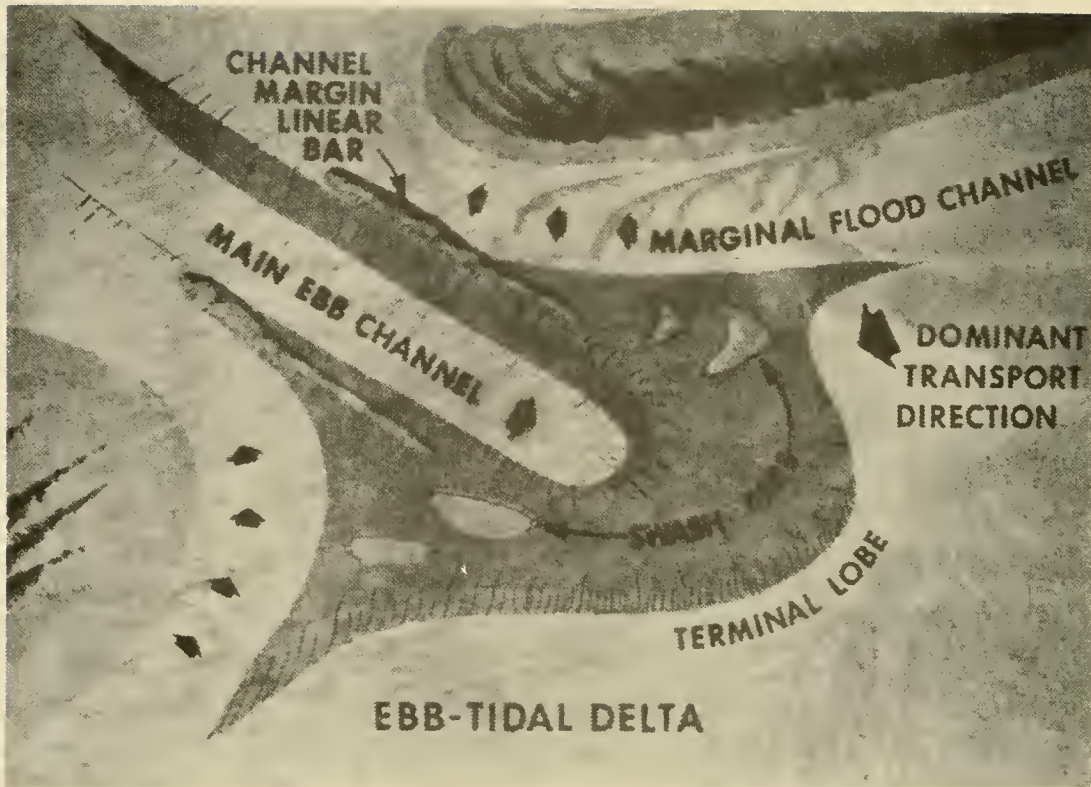 CHANNEL
MARGIN
LINEAR
BAR
MARGINAL FLOOD CHANNEL
MAIN EBB CHANNEL
DOMINANT
TRANSPORT
DIRECTION
SWASH
TERMINAL LOBE
EBB-TIDAL DELTA